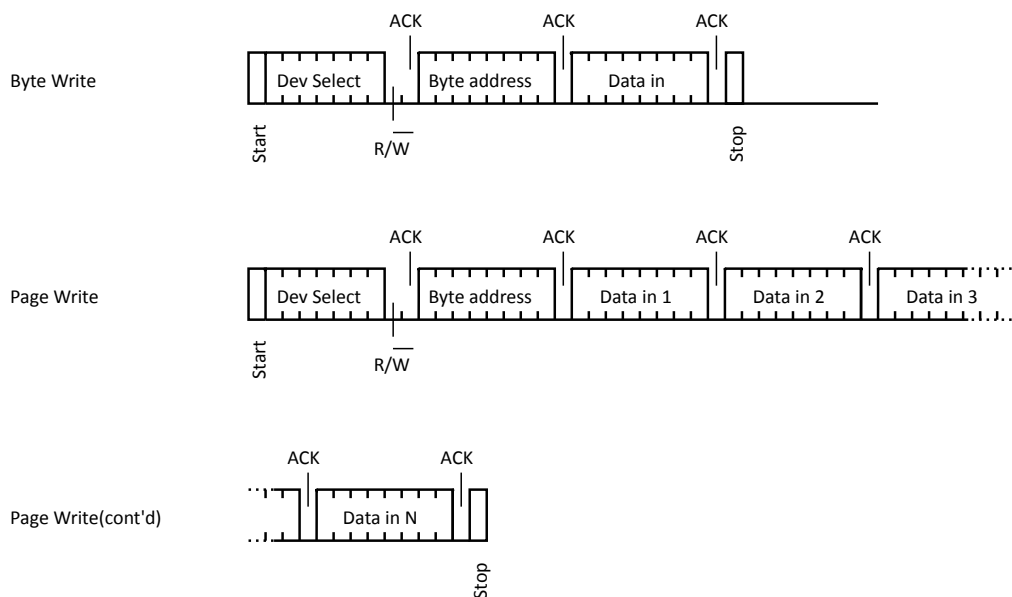 ACK ACK ACK
Byte Write Dev Select Byte address Data in
Start R/W̅ Stop
ACK ACK ACK ACK
Page Write Dev Select Byte address Data in 1 Data in 2 Data in 3
Start R/W̅
ACK ACK
Page Write(cont'd) Data in N
Stop